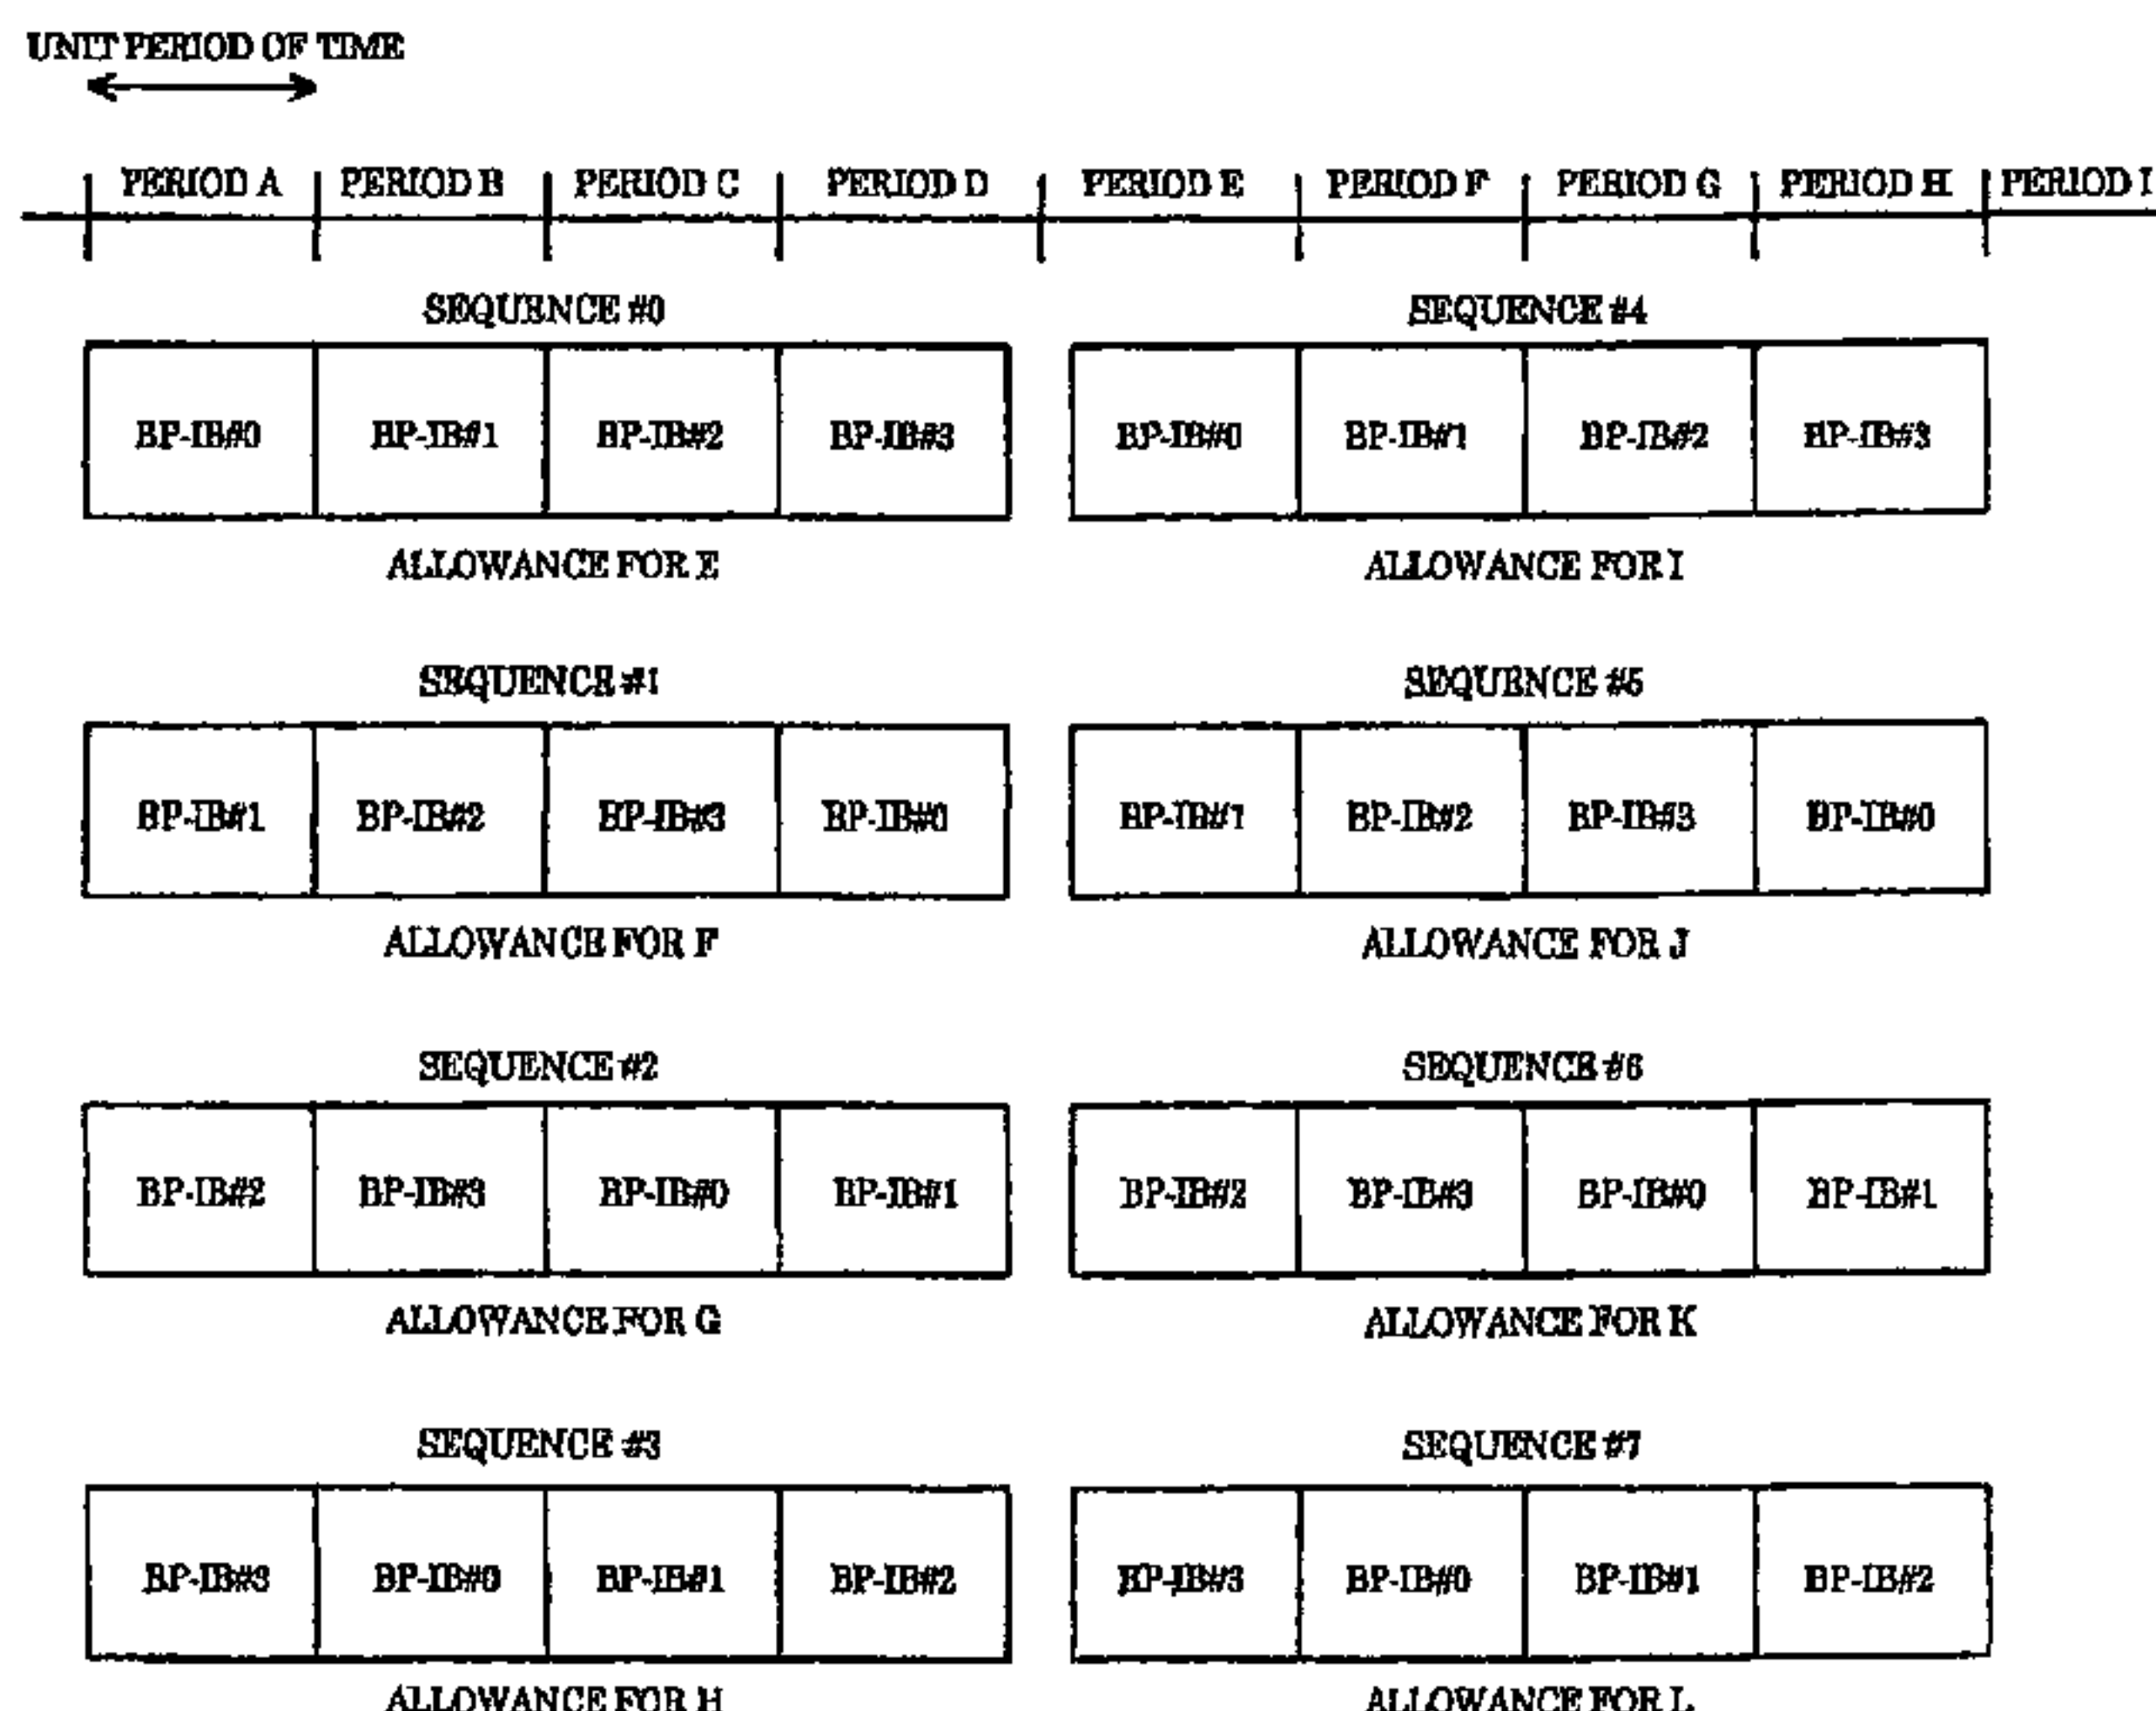 UNIT PERIOD OF TIME
PERIOD A PERIOD B PERIOD C PERIOD D PERIOD E PERIOD F PERIOD G PERIOD H PERIOD I
SEQUENCE #0 SEQUENCE #4
BP-IB#0 BP-IB#1 BP-IB#2 BP-IB#3 BP-IB#0 BP-IB#1 BP-IB#2 BP-IB#3
ALLOWANCE FOR E ALLOWANCE FOR I
SEQUENCE #1 SEQUENCE #5
BP-IB#1 BP-IB#2 BP-IB#3 BP-IB#0 BP-IB#1 BP-IB#2 BP-IB#3 BP-IB#0
ALLOWANCE FOR F ALLOWANCE FOR J
SEQUENCE #2 SEQUENCE #6
BP-IB#2 BP-IB#3 BP-IB#0 BP-IB#1 BP-IB#2 BP-IB#3 BP-IB#0 BP-IB#1
ALLOWANCE FOR G ALLOWANCE FOR K
SEQUENCE #3 SEQUENCE #7
BP-IB#3 BP-IB#0 BP-IB#1 BP-IB#2 BP-IB#3 BP-IB#0 BP-IB#1 BP-IB#2
ALLOWANCE FOR H ALLOWANCE FOR L